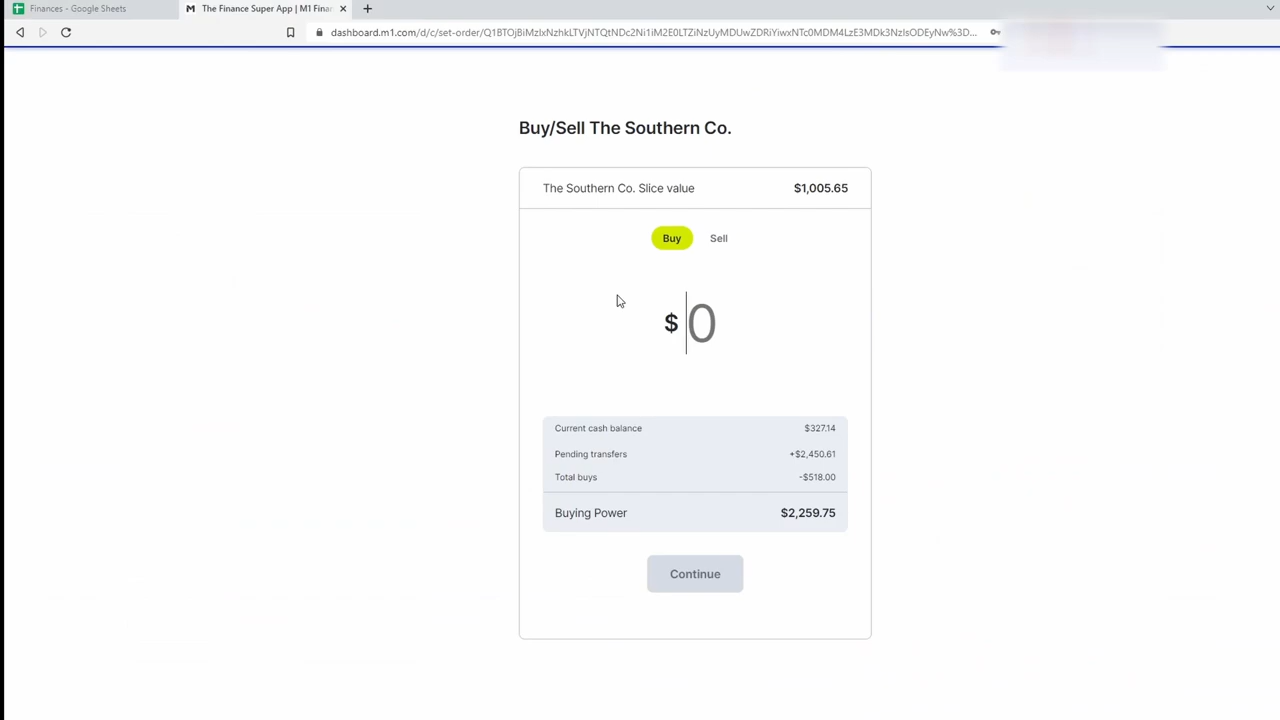 Finances - Google Sheets
The Finance Super App | M1 Finan
dashboard.m1.com/d/c/set-order/Q1BTOjBiMzIxNzhkLTVjNTQtNDc2Ni1iM2E0LTZiNzUyMDUwZDRiYiwxNTc0MDM4LzE3MDk3NzIsODEyNw%3D...
Buy/Sell The Southern Co.
The Southern Co. Slice value $1,005.65
Buy Sell
$ 0
Current cash balance $327.14
Pending transfers +$2,450.61
Total buys -$518.00
Buying Power $2,259.75
Continue